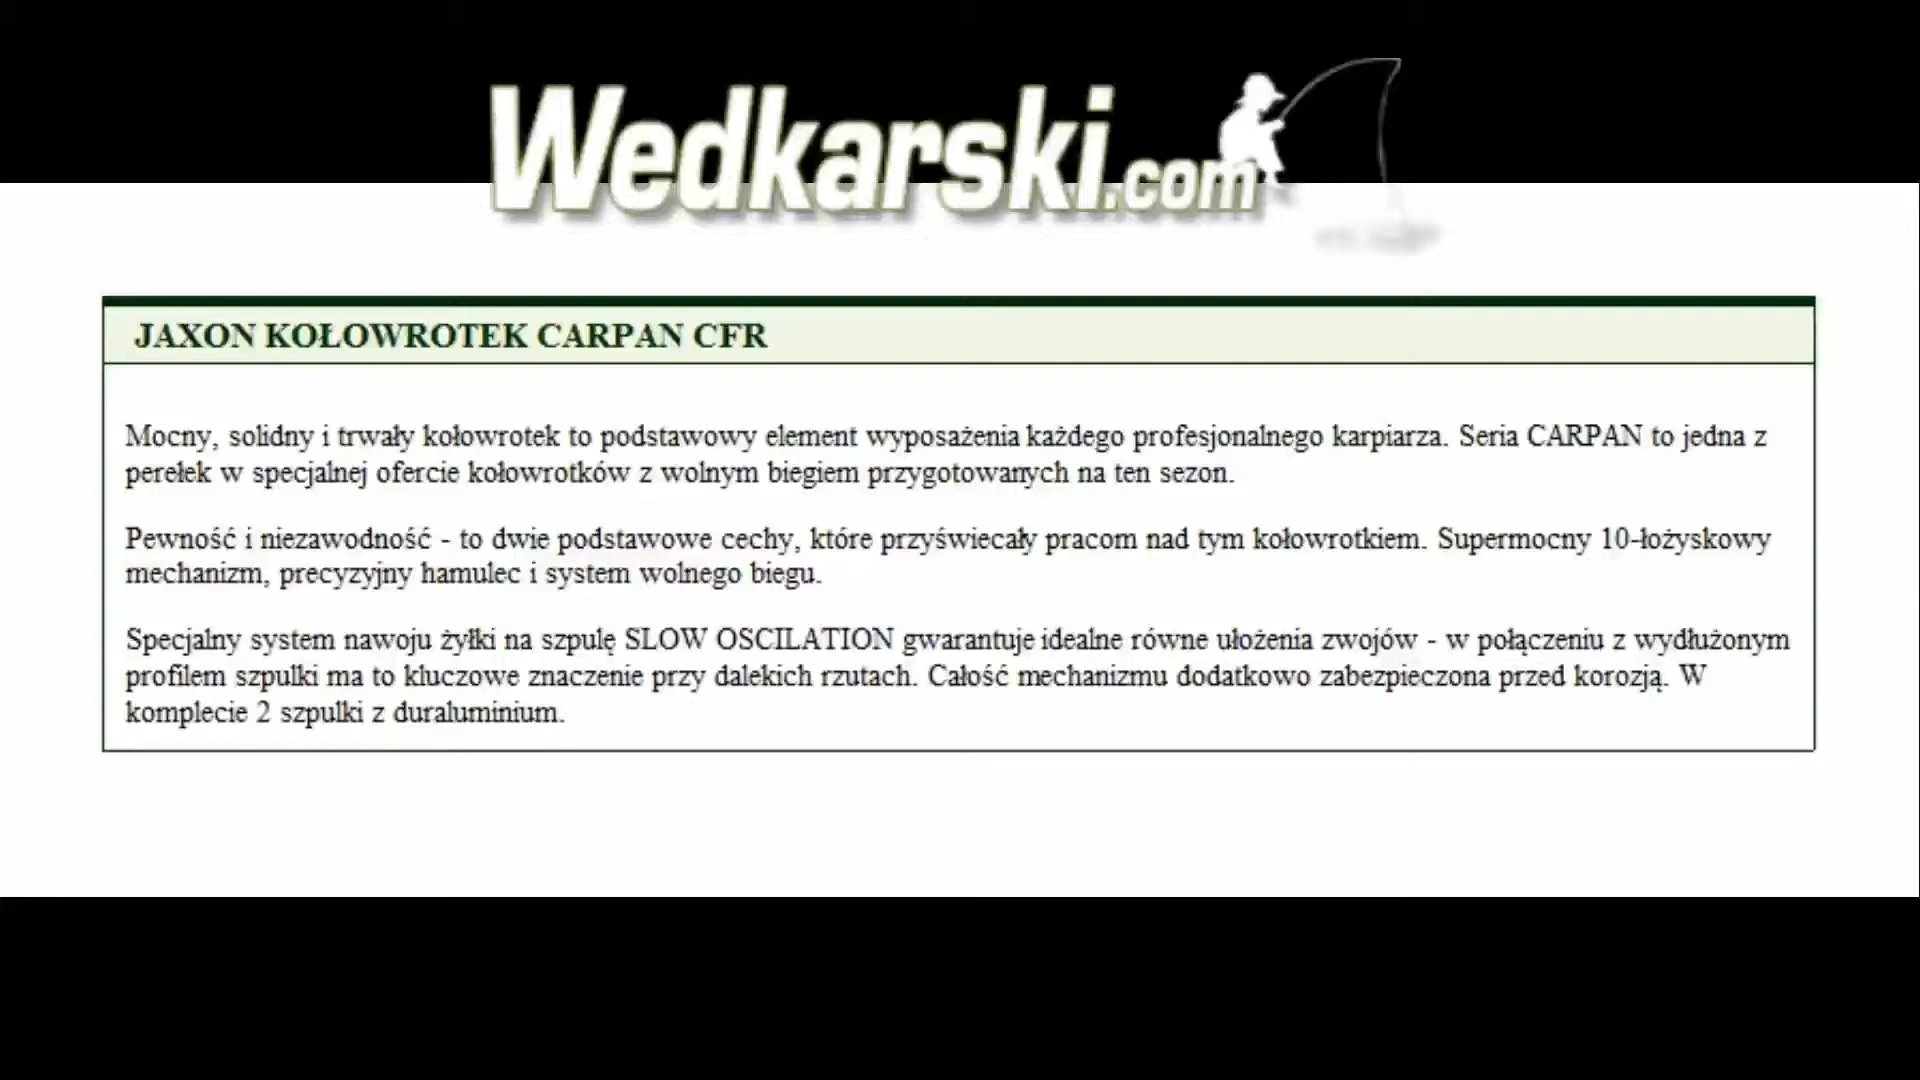 Wedkarski.com
JAXON KOŁOWROTEK CARPAN CFR
Mocny, solidny i trwały kołowrotek to podstawowy element wyposażenia każdego profesjonalnego karpiarza. Seria CARPAN to jedna z
perełek w specjalnej ofercie kołowrotków z wolnym biegiem przygotowanych na ten sezon.
Pewność i niezawodność - to dwie podstawowe cechy, które przyświecały pracom nad tym kołowrotkiem. Supermocny 10-łożyskowy
mechanizm, precyzyjny hamulec i system wolnego biegu.
Specjalny system nawoju żyłki na szpulę SLOW OSCILATION gwarantuje idealne równe ułożenia zwojów - w połączeniu z wydłużonym
profilem szpulki ma to kluczowe znaczenie przy dalekich rzutach. Całość mechanizmu dodatkowo zabezpieczona przed korozją. W
komplecie 2 szpulki z duraluminium.